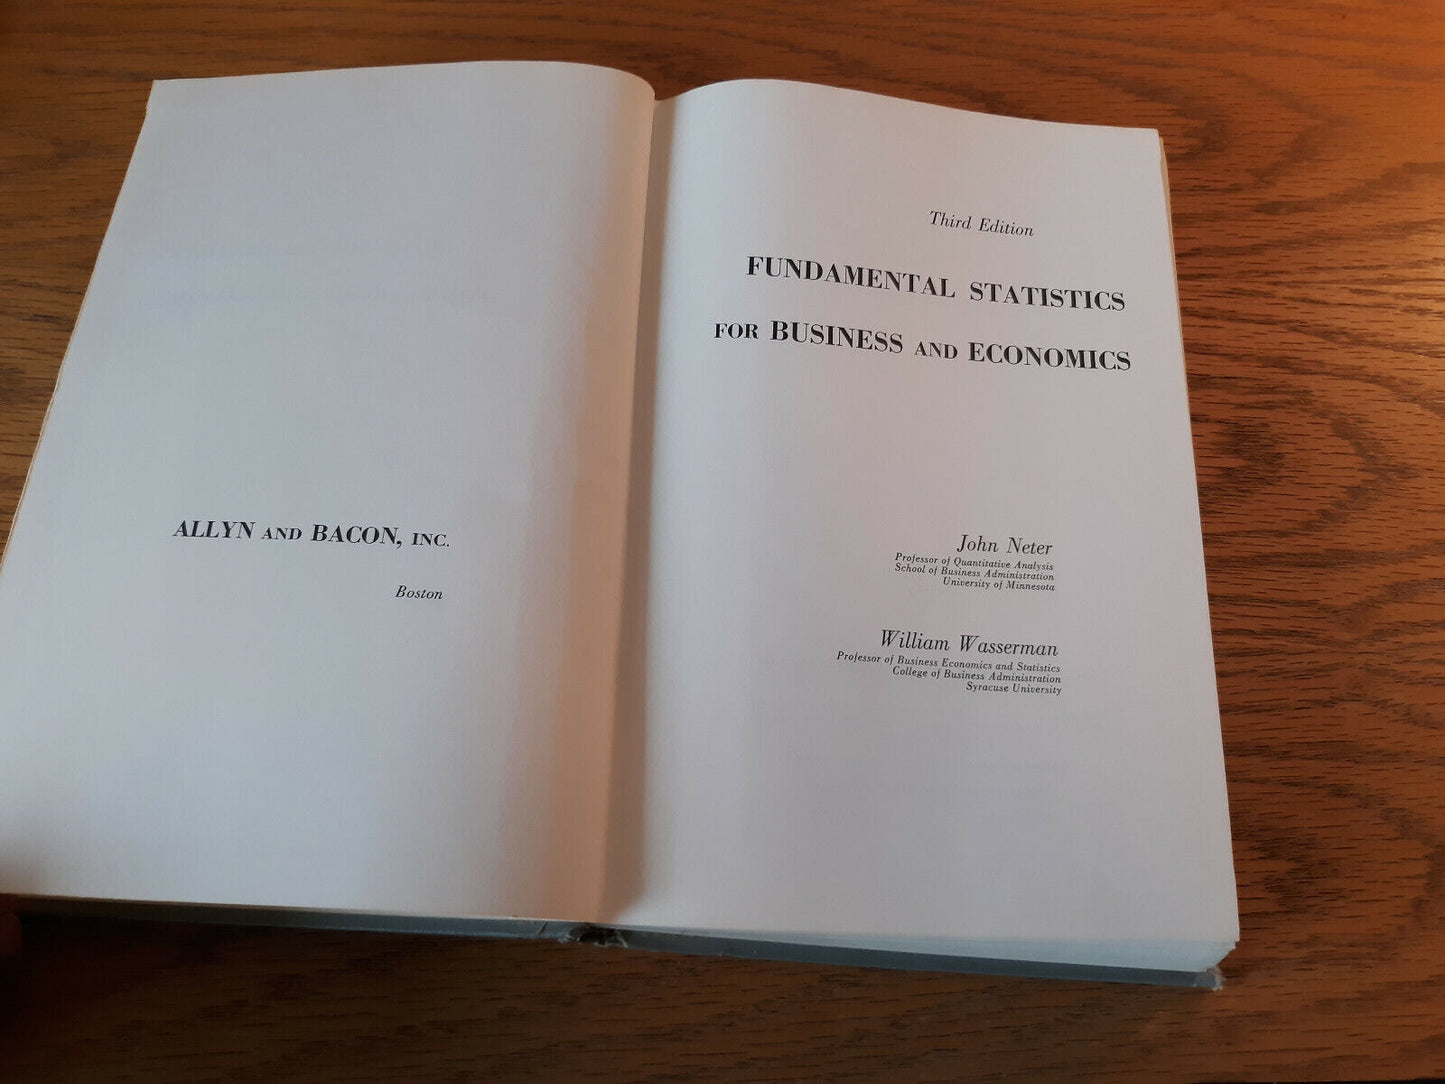 ALLYN AND BACON, INC.
Boston
Third Edition
FUNDAMENTAL STATISTICS
FOR BUSINESS AND ECONOMICS
John Neter
Professor of Quantitative Analysis
School of Business Administration
University of Minnesota
William Wasserman
Professor of Business Economics and Statistics
College of Business Administration
Syracuse University